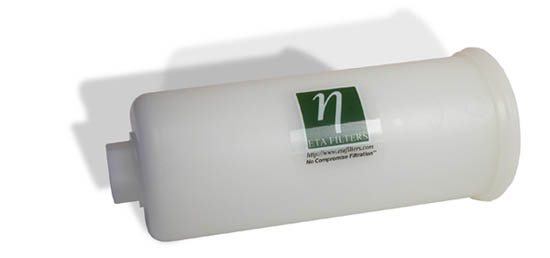 η
ETA FILTERS
http://www.etafilters.com
No Compromise Filtration™